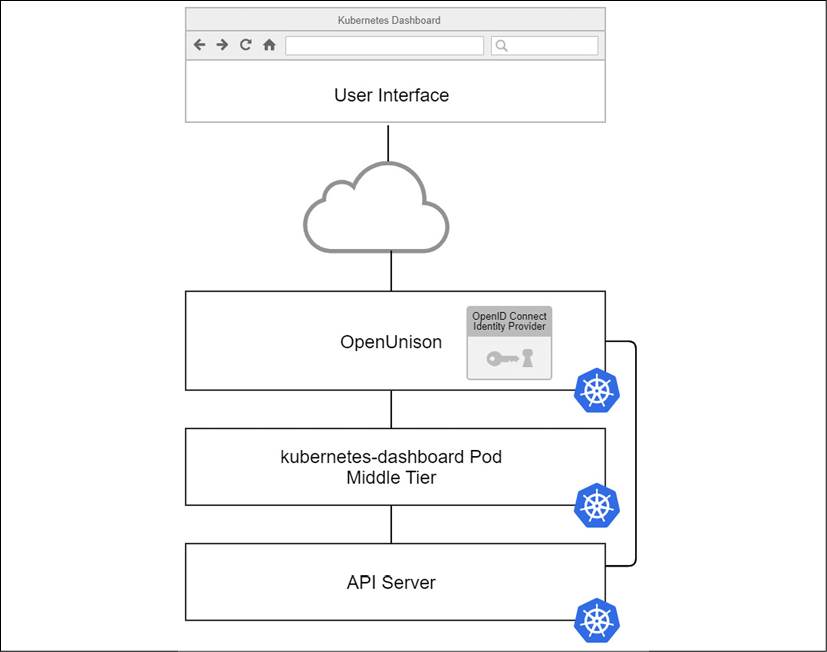 Kubernetes Dashboard
User Interface
OpenUnison
OpenID Connect
Identity Provider
kubernetes-dashboard Pod
Middle Tier
API Server